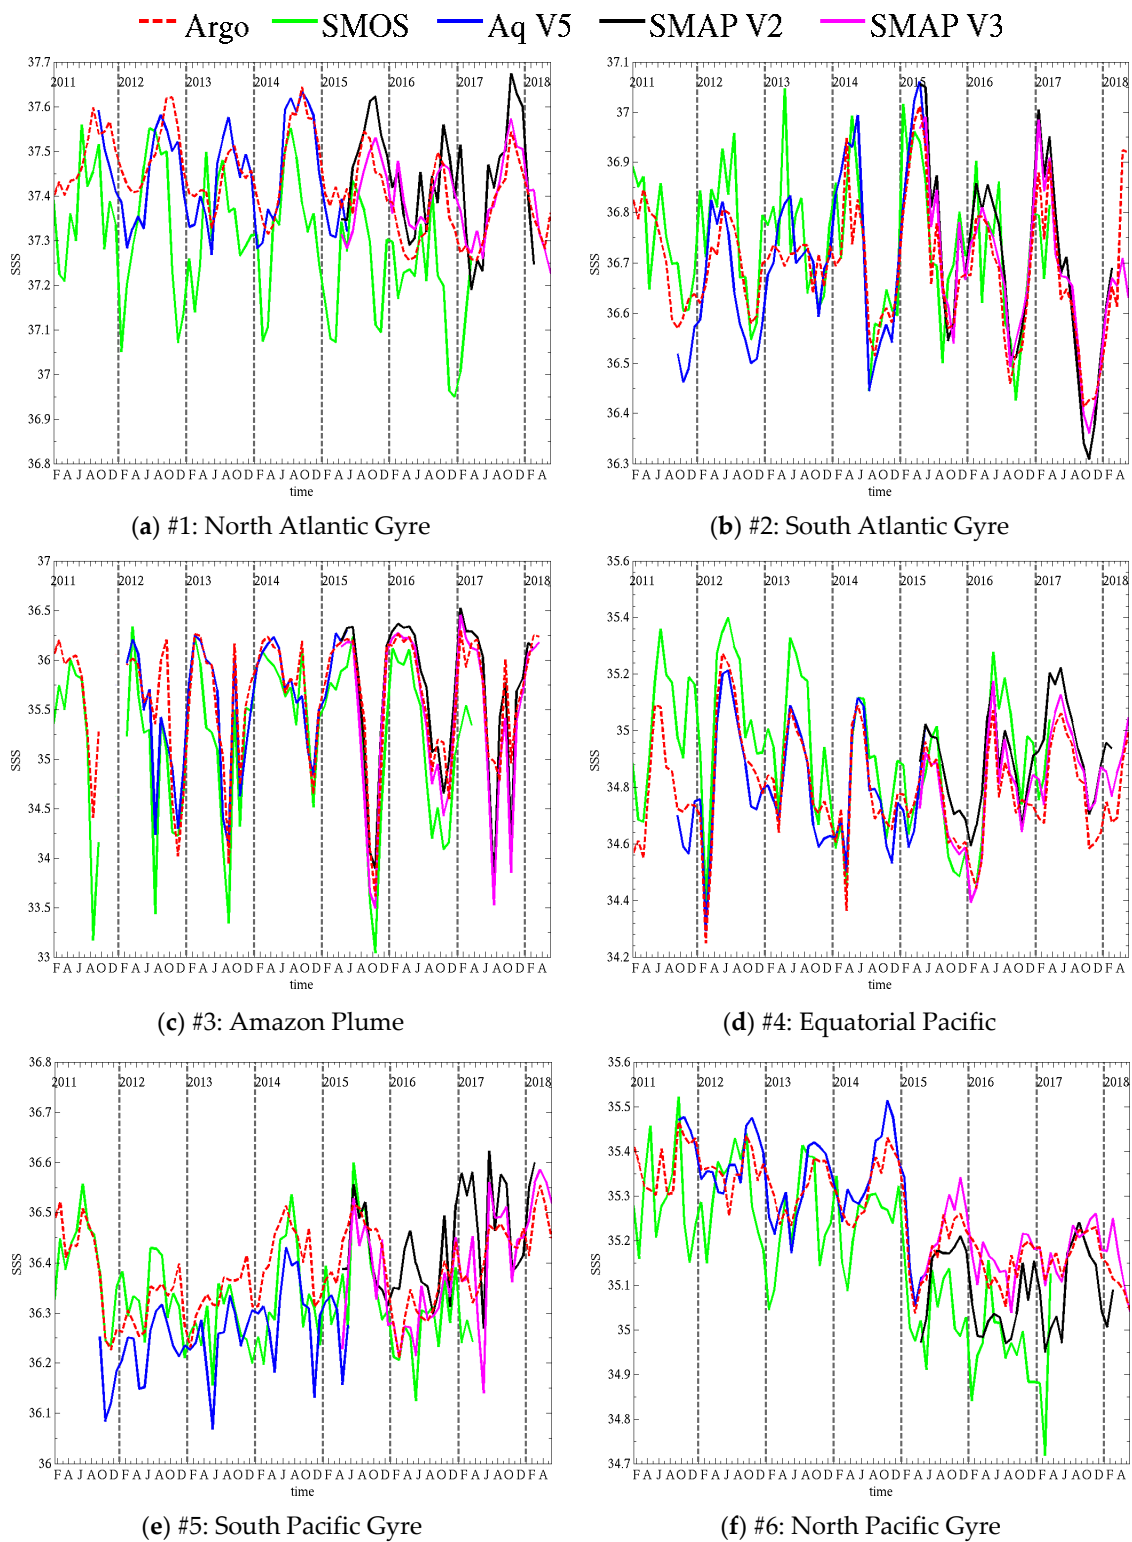 Argo SMOS Aq V5 SMAP V2 SMAP V3
37.7
37.6
37.5
37.4
37.3
37.2
37.1
37
36.9
36.8
SSS
2011 2012 2013 2014 2015 2016 2017 2018
F A J A O D F A J A O D F A J A O D F A J A O D F A J A O D F A J A O D F A J A O D F A
time
(a) #1: North Atlantic Gyre
37.1
37
36.9
36.8
36.7
36.6
36.5
36.4
36.3
SSS
2011 2012 2013 2014 2015 2016 2017 2018
F A J A O D F A J A O D F A J A O D F A J A O D F A J A O D F A J A O D F A J A O D F A
time
(b) #2: South Atlantic Gyre
37
36.5
36
35.5
35
34.5
34
33.5
33
SSS
2011 2012 2013 2014 2015 2016 2017 2018
F A J A O D F A J A O D F A J A O D F A J A O D F A J A O D F A J A O D F A J A O D F A
time
(c) #3: Amazon Plume
35.6
35.4
35.2
35
34.8
34.6
34.4
34.2
SSS
2011 2012 2013 2014 2015 2016 2017 2018
F A J A O D F A J A O D F A J A O D F A J A O D F A J A O D F A J A O D F A J A O D F A
time
(d) #4: Equatorial Pacific
36.8
36.7
36.6
36.5
36.4
36.3
36.2
36.1
36
SSS
2011 2012 2013 2014 2015 2016 2017 2018
F A J A O D F A J A O D F A J A O D F A J A O D F A J A O D F A J A O D F A J A O D F A
time
(e) #5: South Pacific Gyre
35.6
35.5
35.4
35.3
35.2
35.1
35
34.9
34.8
34.7
SSS
2011 2012 2013 2014 2015 2016 2017 2018
F A J A O D F A J A O D F A J A O D F A J A O D F A J A O D F A J A O D F A J A O D F A
time
(f) #6: North Pacific Gyre